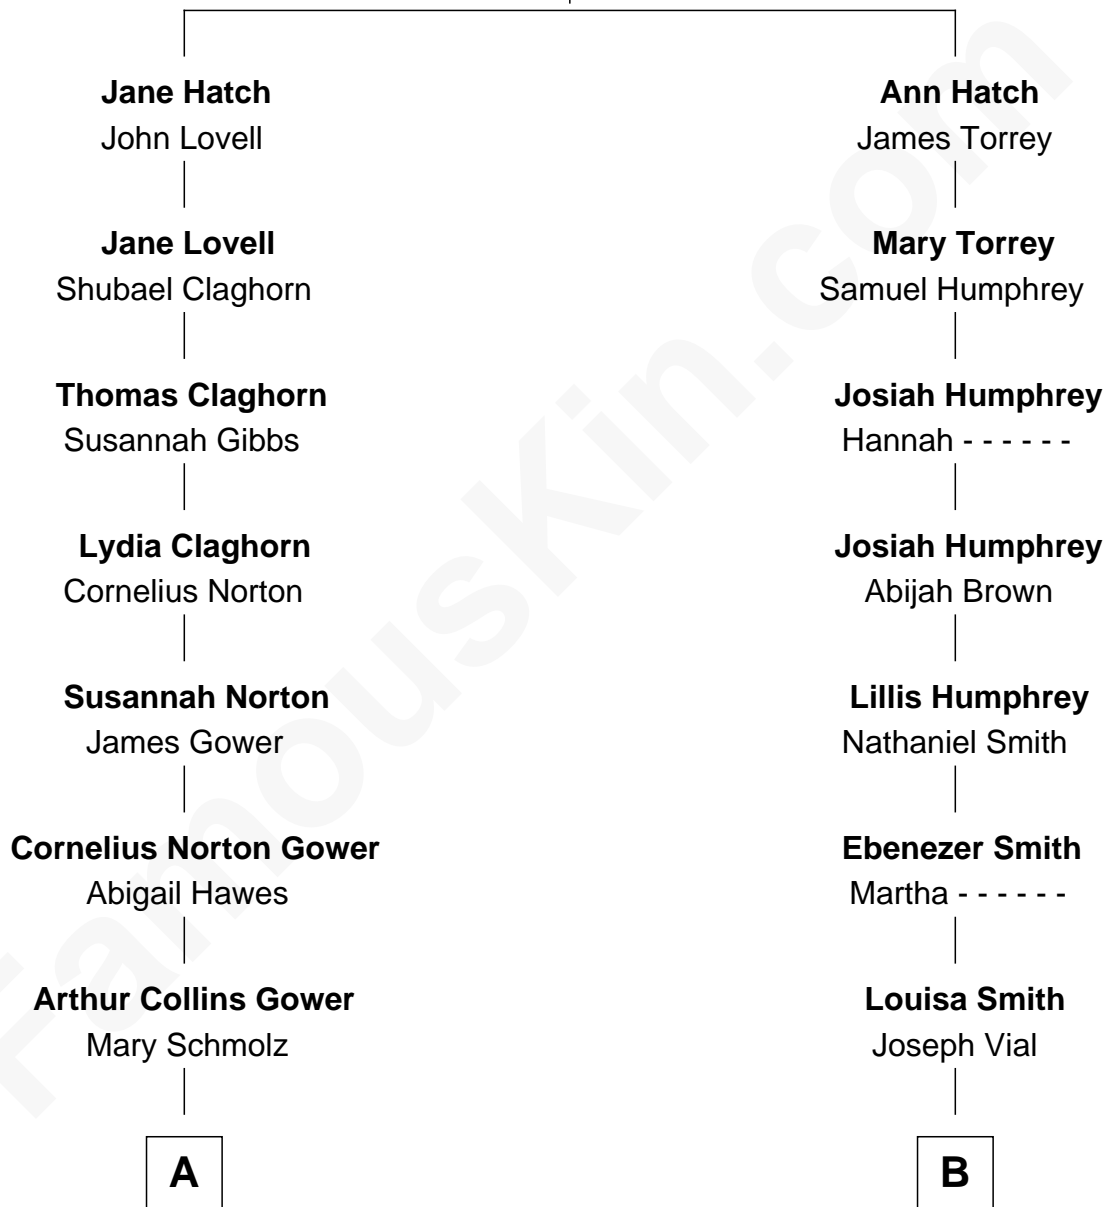 Jane Hatch
John Lovell
Jane Lovell
Shubael Claghorn
Thomas Claghorn
Susannah Gibbs
Lydia Claghorn
Cornelius Norton
Susannah Norton
James Gower
Cornelius Norton Gower
Abigail Hawes
Arthur Collins Gower
Mary Schmolz
A
Ann Hatch
James Torrey
Mary Torrey
Samuel Humphrey
Josiah Humphrey
Hannah - - - - - -
Josiah Humphrey
Abijah Brown
Lillis Humphrey
Nathaniel Smith
Ebenezer Smith
Martha - - - - - -
Louisa Smith
Joseph Vial
B
FamousKin.com